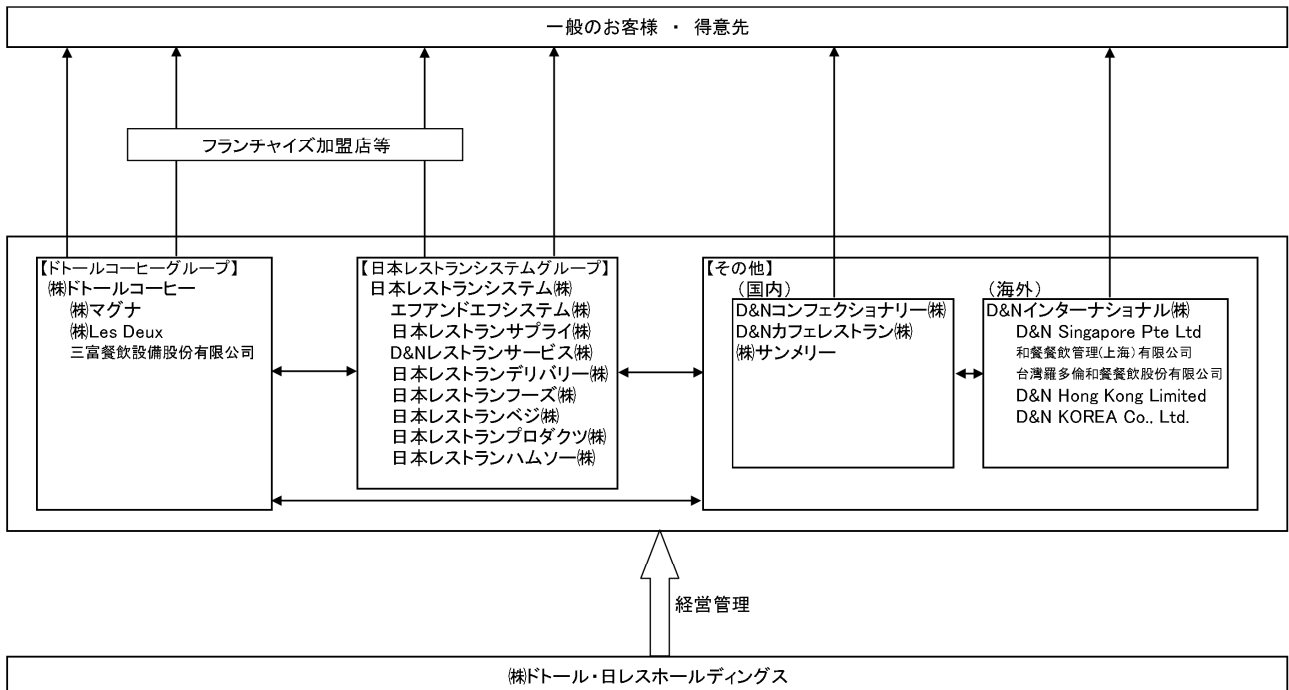 一般のお客様 ・ 得意先
フランチャイズ加盟店等
【ドトールコーヒーグループ】
㈱ドトールコーヒー
㈱マグナ
㈱Les Deux
三富餐飲設備股份有限公司
【日本レストランシステムグループ】
日本レストランシステム㈱
エフアンドエフシステム㈱
日本レストランサプライ㈱
D&Nレストランサービス㈱
日本レストランデリバリー㈱
日本レストランフーズ㈱
日本レストランベジ㈱
日本レストランプロダクツ㈱
日本レストランハムソー㈱
【その他】
（国内）
D&Nコンフェクショナリー㈱
D&Nカフェレストラン㈱
㈱サンメリー
（海外）
D&Nインターナショナル㈱
D&N Singapore Pte Ltd
和餐餐飲管理(上海)有限公司
台灣羅多倫和餐餐飲股份有限公司
D&N Hong Kong Limited
D&N KOREA Co., Ltd.
経営管理
㈱ドトール・日レスホールディングス